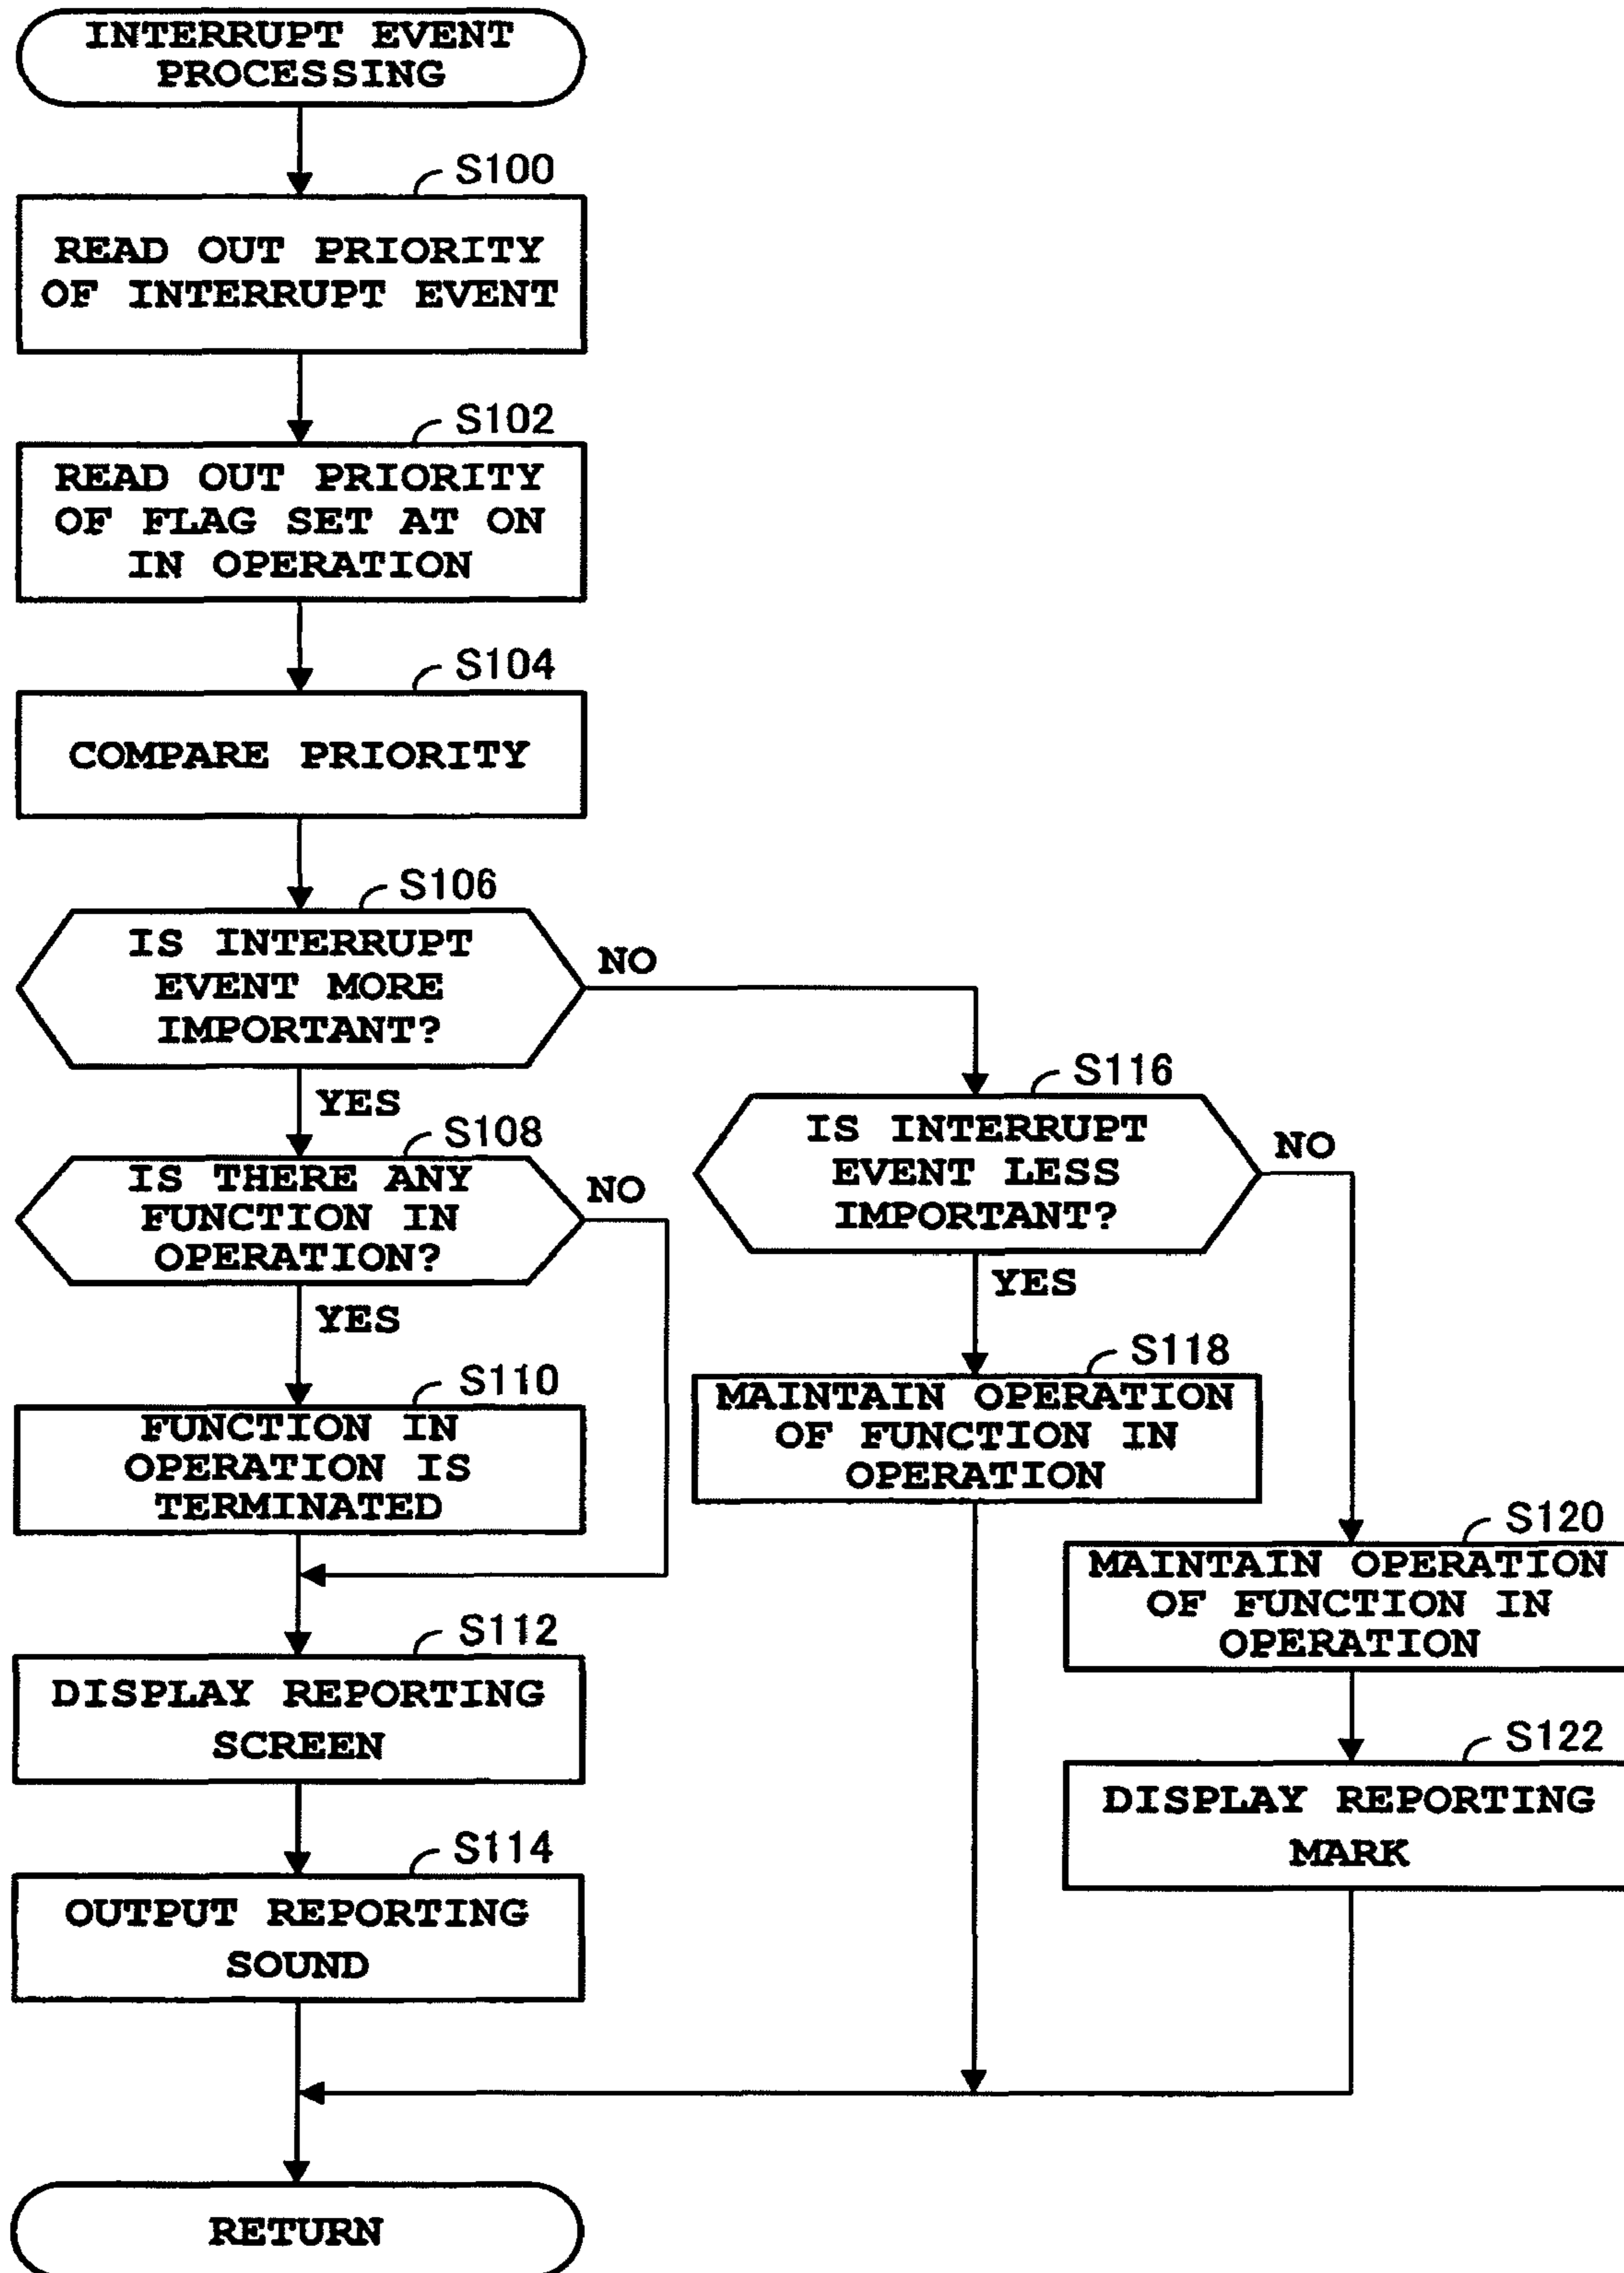 INTERRUPT EVENT
PROCESSING
S100
READ OUT PRIORITY
OF INTERRUPT EVENT
S102
READ OUT PRIORITY
OF FLAG SET AT ON
IN OPERATION
S104
COMPARE PRIORITY
S106
IS INTERRUPT
EVENT MORE
IMPORTANT?
NO
YES
S108
IS THERE ANY
FUNCTION IN
OPERATION?
NO
YES
S110
FUNCTION IN
OPERATION IS
TERMINATED
S112
DISPLAY REPORTING
SCREEN
S114
OUTPUT REPORTING
SOUND
S116
IS INTERRUPT
EVENT LESS
IMPORTANT?
NO
YES
S118
MAINTAIN OPERATION
OF FUNCTION IN
OPERATION
S120
MAINTAIN OPERATION
OF FUNCTION IN
OPERATION
S122
DISPLAY REPORTING
MARK
RETURN